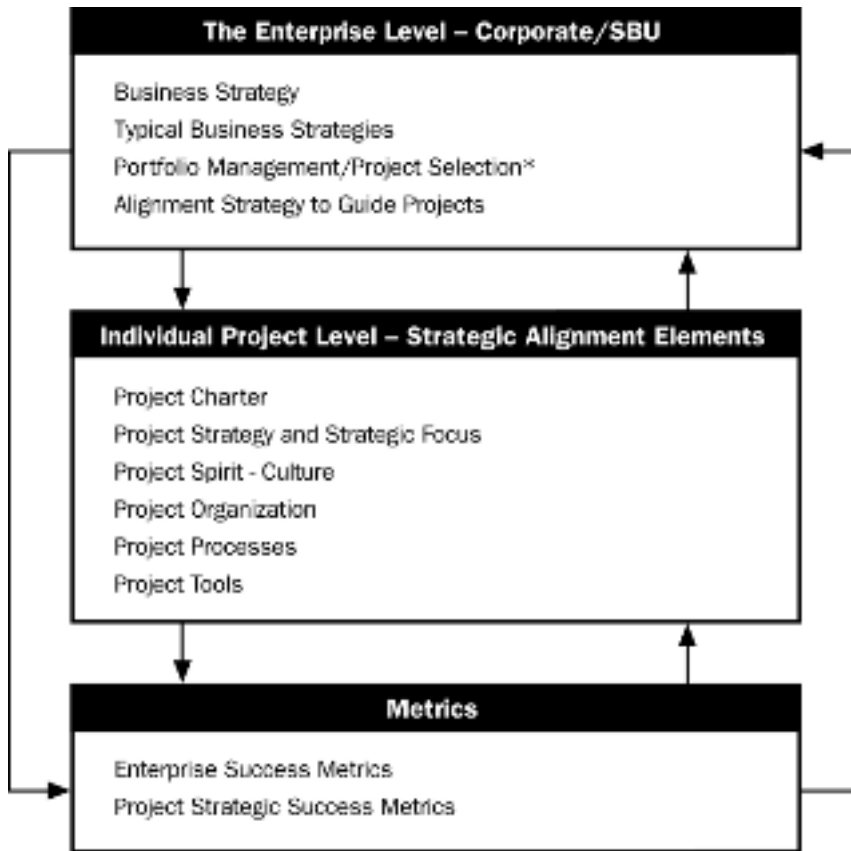 The Enterprise Level – Corporate/SBU
Business Strategy
Typical Business Strategies
Portfolio Management/Project Selection*
Alignment Strategy to Guide Projects
Individual Project Level – Strategic Alignment Elements
Project Charter
Project Strategy and Strategic Focus
Project Spirit - Culture
Project Organization
Project Processes
Project Tools
Metrics
Enterprise Success Metrics
Project Strategic Success Metrics